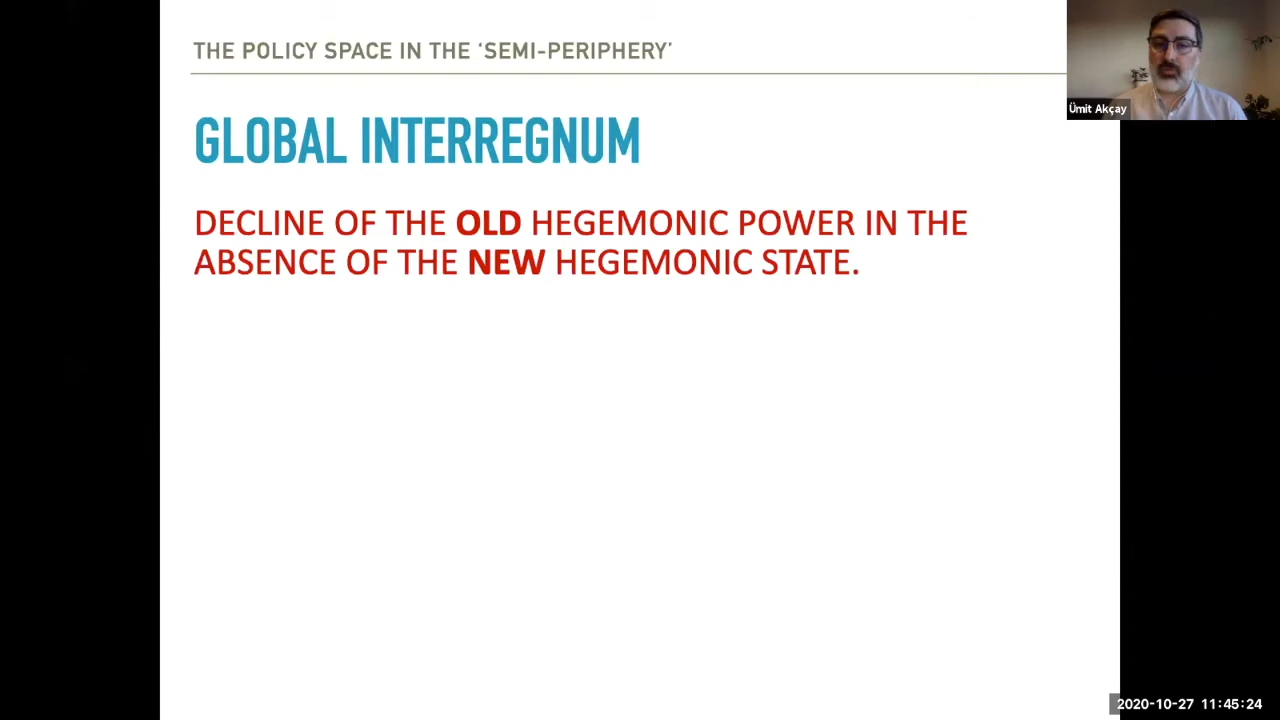 THE POLICY SPACE IN THE ‘SEMI-PERIPHERY’
Ümit Akçay
GLOBAL INTERREGNUM
DECLINE OF THE OLD HEGEMONIC POWER IN THE
ABSENCE OF THE NEW HEGEMONIC STATE.
2020-10-27 11:45:24